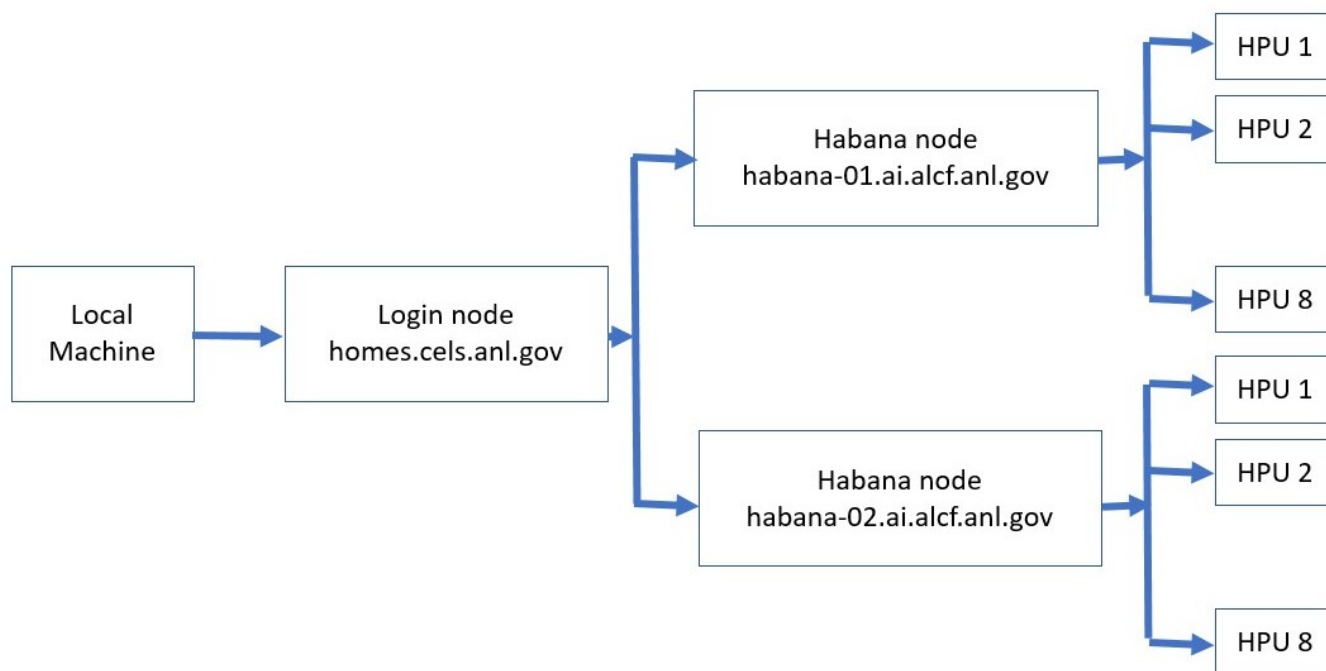 Local
Machine
Login node
homes.cels.anl.gov
Habana node
habana-01.ai.alcf.anl.gov
HPU 1
HPU 2
HPU 8
Habana node
habana-02.ai.alcf.anl.gov
HPU 1
HPU 2
HPU 8